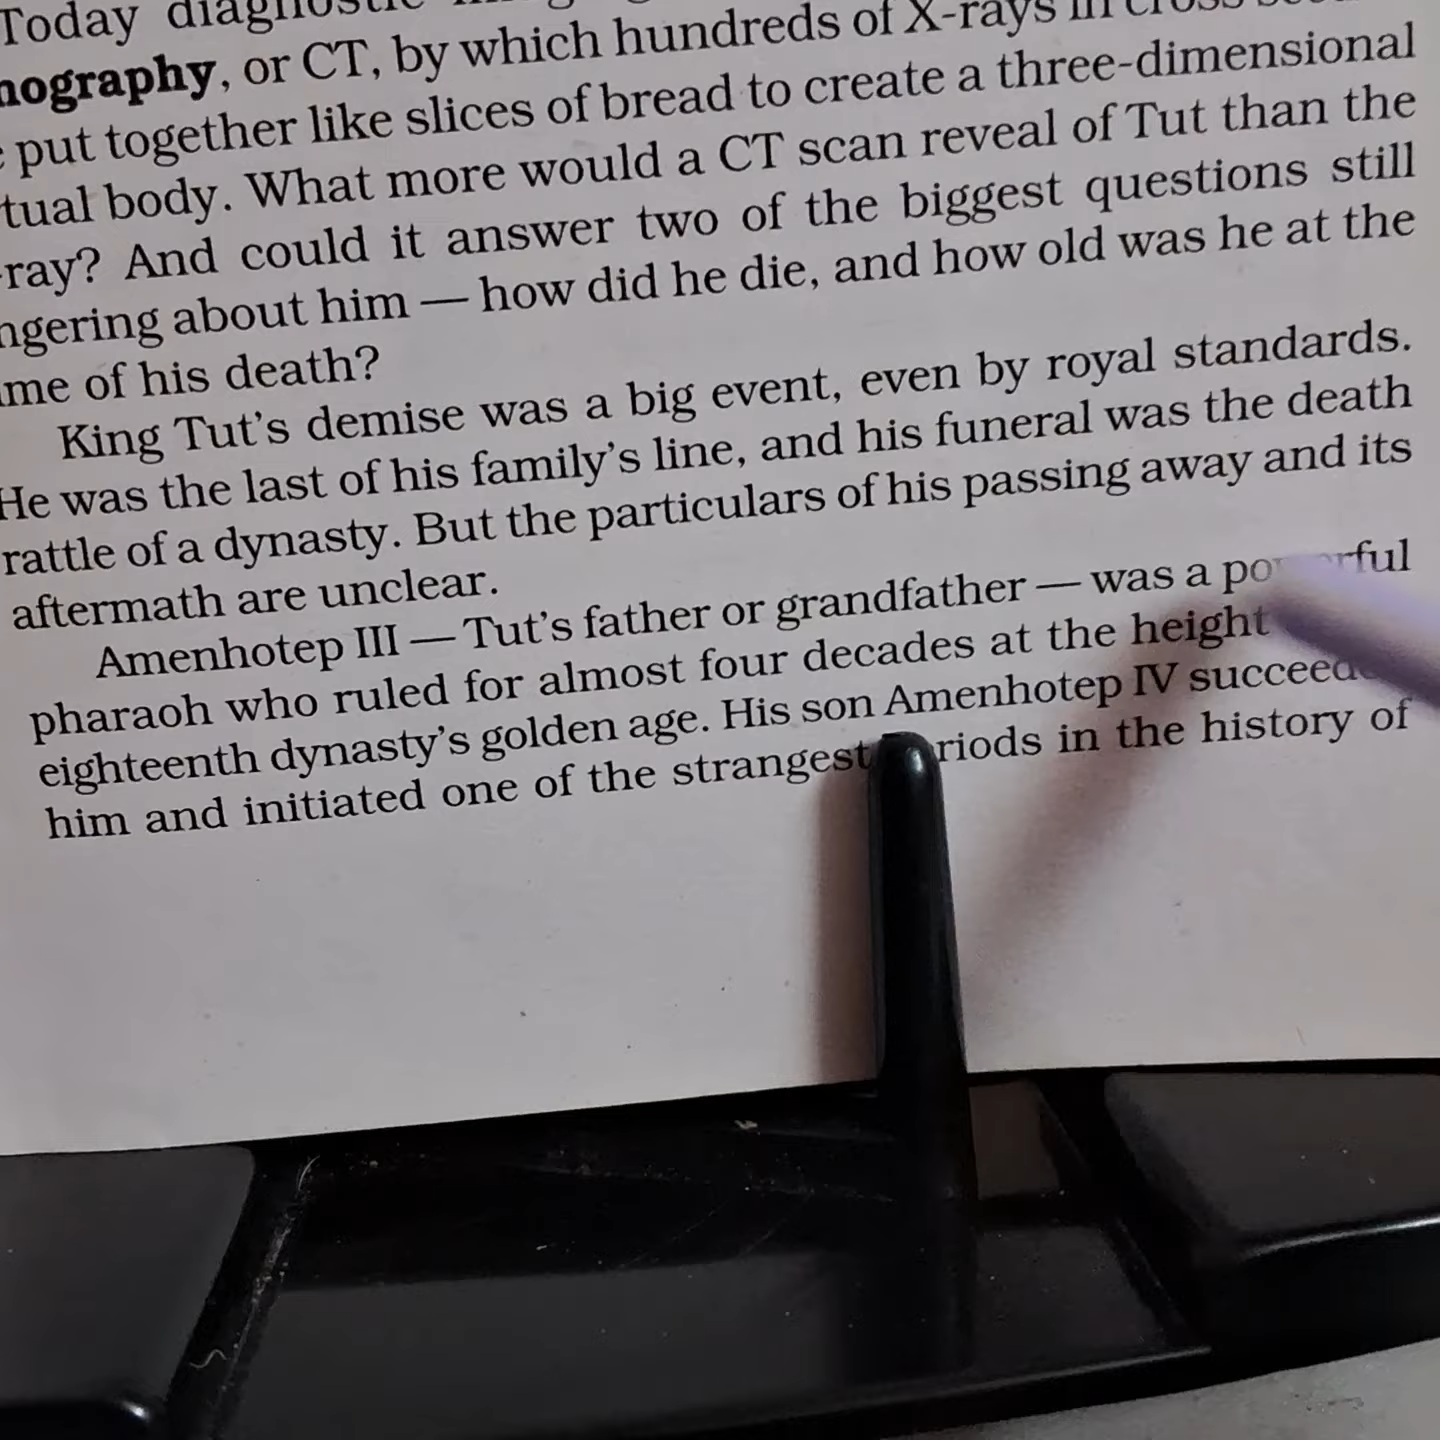 Today diagnostic
nography, or CT, by which hundreds of X-rays in cross
put together like slices of bread to create a three-dimensional
tual body. What more would a CT scan reveal of Tut than the
-ray? And could it answer two of the biggest questions still
ngering about him — how did he die, and how old was he at the
me of his death?
King Tut's demise was a big event, even by royal standards.
He was the last of his family's line, and his funeral was the death
rattle of a dynasty. But the particulars of his passing away and its
aftermath are unclear.
Amenhotep III — Tut's father or grandfather — was a
pharaoh who ruled for almost four decades at the height
eighteenth dynasty's golden age. His son Amenhotep IV
him and initiated one of the strangest riods in the history of